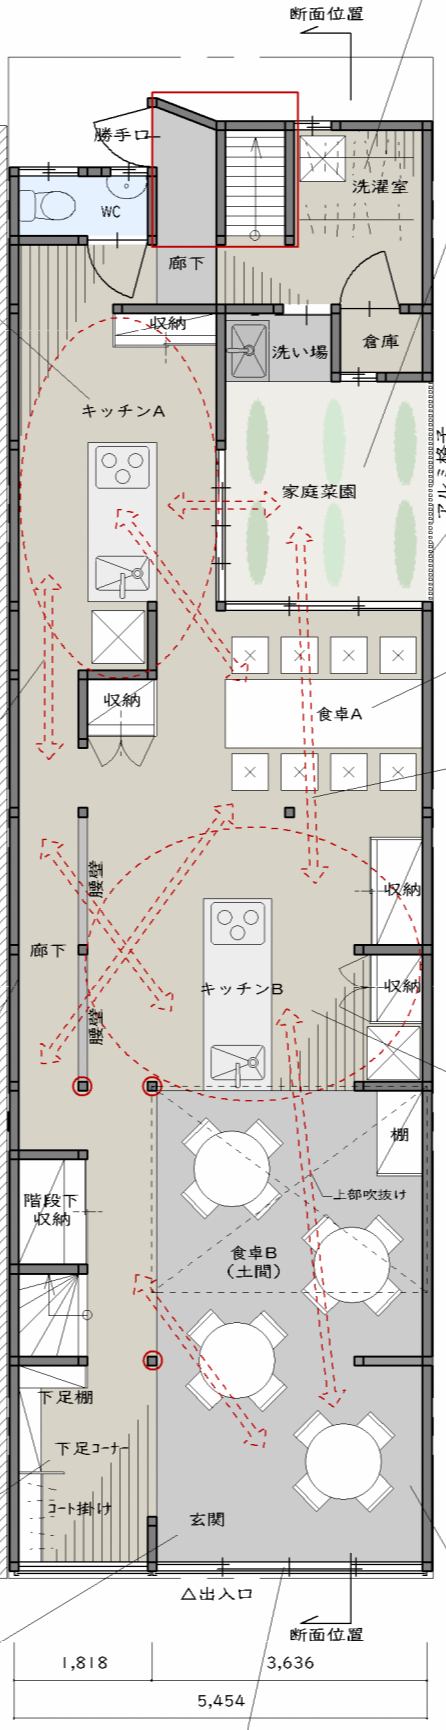 断面位置
勝手口
洗濯室
WC
廊下
収納
洗い場
倉庫
キッチンA
家庭菜園
アルミ格子
収納
食卓A
腰壁
収納
廊下
キッチンB
収納
腰壁
棚
階段下
収納
上部吹抜け
食卓B
（土間）
下足棚
下足コーナー
コート掛け
玄関
△出入口
断面位置
1,818
3,636
5,454